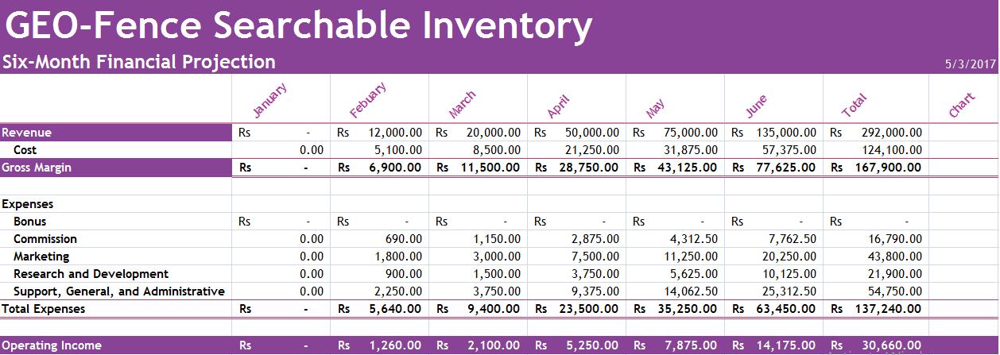 GEO-Fence Searchable Inventory
Six-Month Financial Projection 5/3/2017
January Febuary March April May June Total Chart
Revenue Rs - Rs 12,000.00 Rs 20,000.00 Rs 50,000.00 Rs 75,000.00 Rs 135,000.00 Rs 292,000.00
Cost 0.00 5,100.00 8,500.00 21,250.00 31,875.00 57,375.00 124,100.00
Gross Margin Rs - Rs 6,900.00 Rs 11,500.00 Rs 28,750.00 Rs 43,125.00 Rs 77,625.00 Rs 167,900.00
Expenses
Bonus Rs - Rs - Rs - Rs - Rs - Rs - Rs -
Commission 0.00 690.00 1,150.00 2,875.00 4,312.50 7,762.50 16,790.00
Marketing 0.00 1,800.00 3,000.00 7,500.00 11,250.00 20,250.00 43,800.00
Research and Development 0.00 900.00 1,500.00 3,750.00 5,625.00 10,125.00 21,900.00
Support, General, and Administrative 0.00 2,250.00 3,750.00 9,375.00 14,062.50 25,312.50 54,750.00
Total Expenses Rs - Rs 5,640.00 Rs 9,400.00 Rs 23,500.00 Rs 35,250.00 Rs 63,450.00 Rs 137,240.00
Operating Income Rs - Rs 1,260.00 Rs 2,100.00 Rs 5,250.00 Rs 7,875.00 Rs 14,175.00 Rs 30,660.00